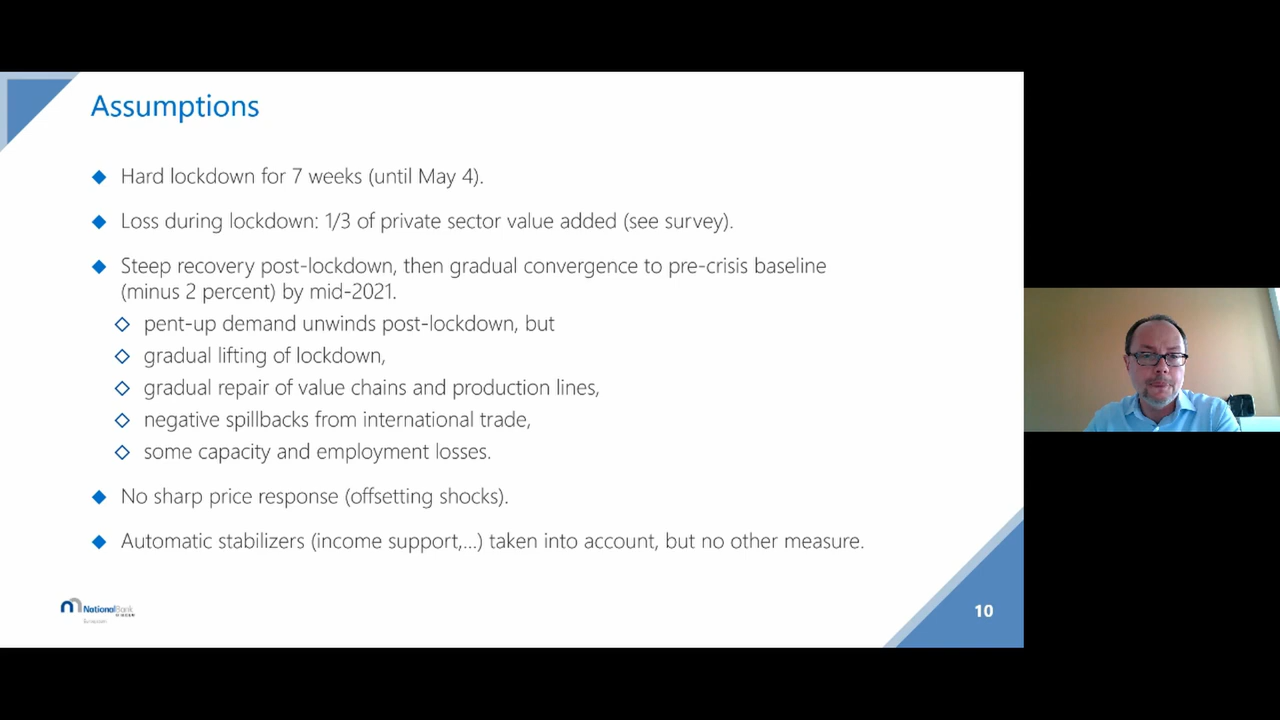 Assumptions
Hard lockdown for 7 weeks (until May 4).
Loss during lockdown: 1/3 of private sector value added (see survey).
Steep recovery post-lockdown, then gradual convergence to pre-crisis baseline
(minus 2 percent) by mid-2021.
pent-up demand unwinds post-lockdown, but
gradual lifting of lockdown,
gradual repair of value chains and production lines,
negative spillbacks from international trade,
some capacity and employment losses.
No sharp price response (offsetting shocks).
Automatic stabilizers (income support,...) taken into account, but no other measure.
NationalBank
10